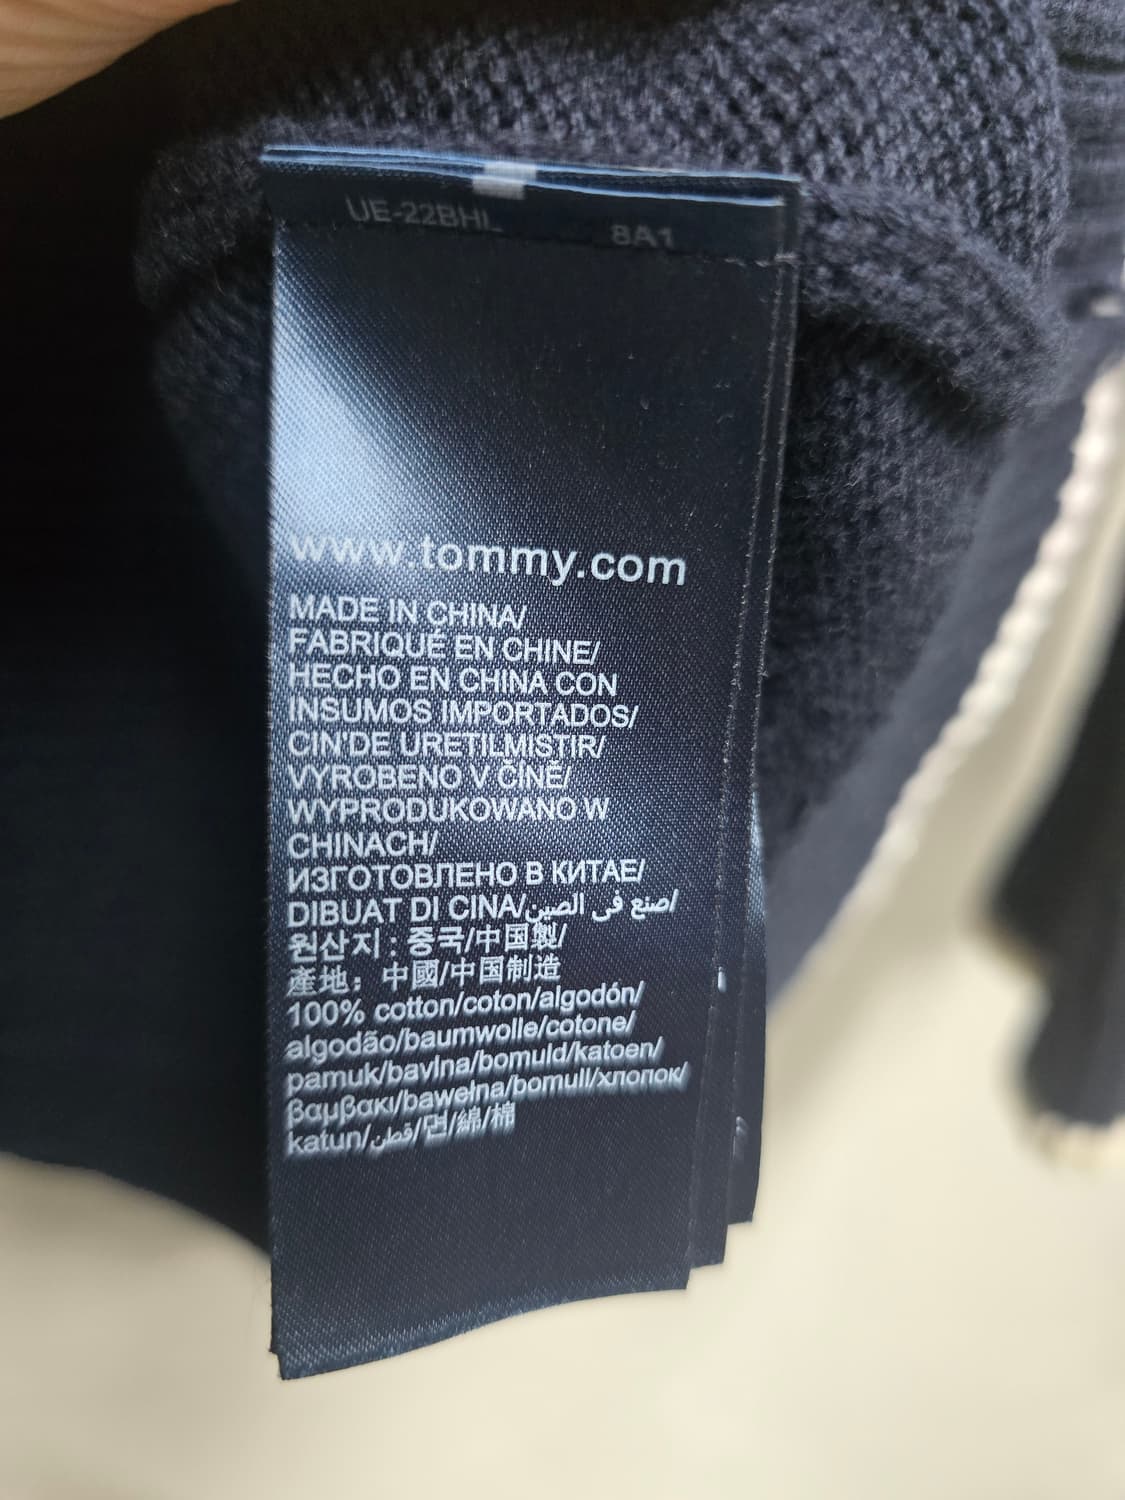 UE-22BHL 8A1
www.tommy.com
MADE IN CHINA/
FABRIQUÉ EN CHINE/
HECHO EN CHINA CON
INSUMOS IMPORTADOS/
CIN'DE URETILMISTIR/
VYROBENO V ČÍNĚ/
WYPRODUKOWANO W
CHINACH/
ИЗГОТОВЛЕНО В КИТАЕ/
DIBUAT DI CINA/صنع في الصين/
원산지 : 중국/中国製/
產地：中國/中国制造
100% cotton/coton/algodón/
algodão/baumwolle/cotone/
pamuk/bavlna/bomuld/katoen/
βαμβακι/bawełna/bomull/хлопок/
katun/قطن/면/綿/棉